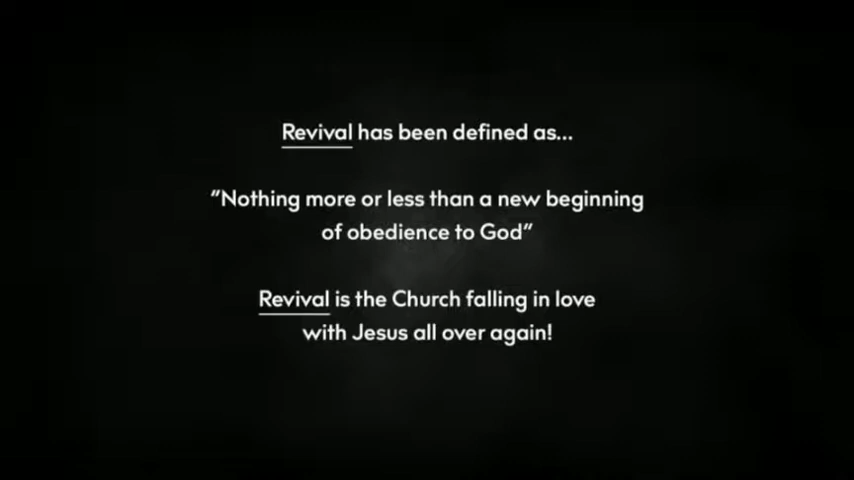 Revival has been defined as...
"Nothing more or less than a new beginning
of obedience to God"
Revival is the Church falling in love
with Jesus all over again!